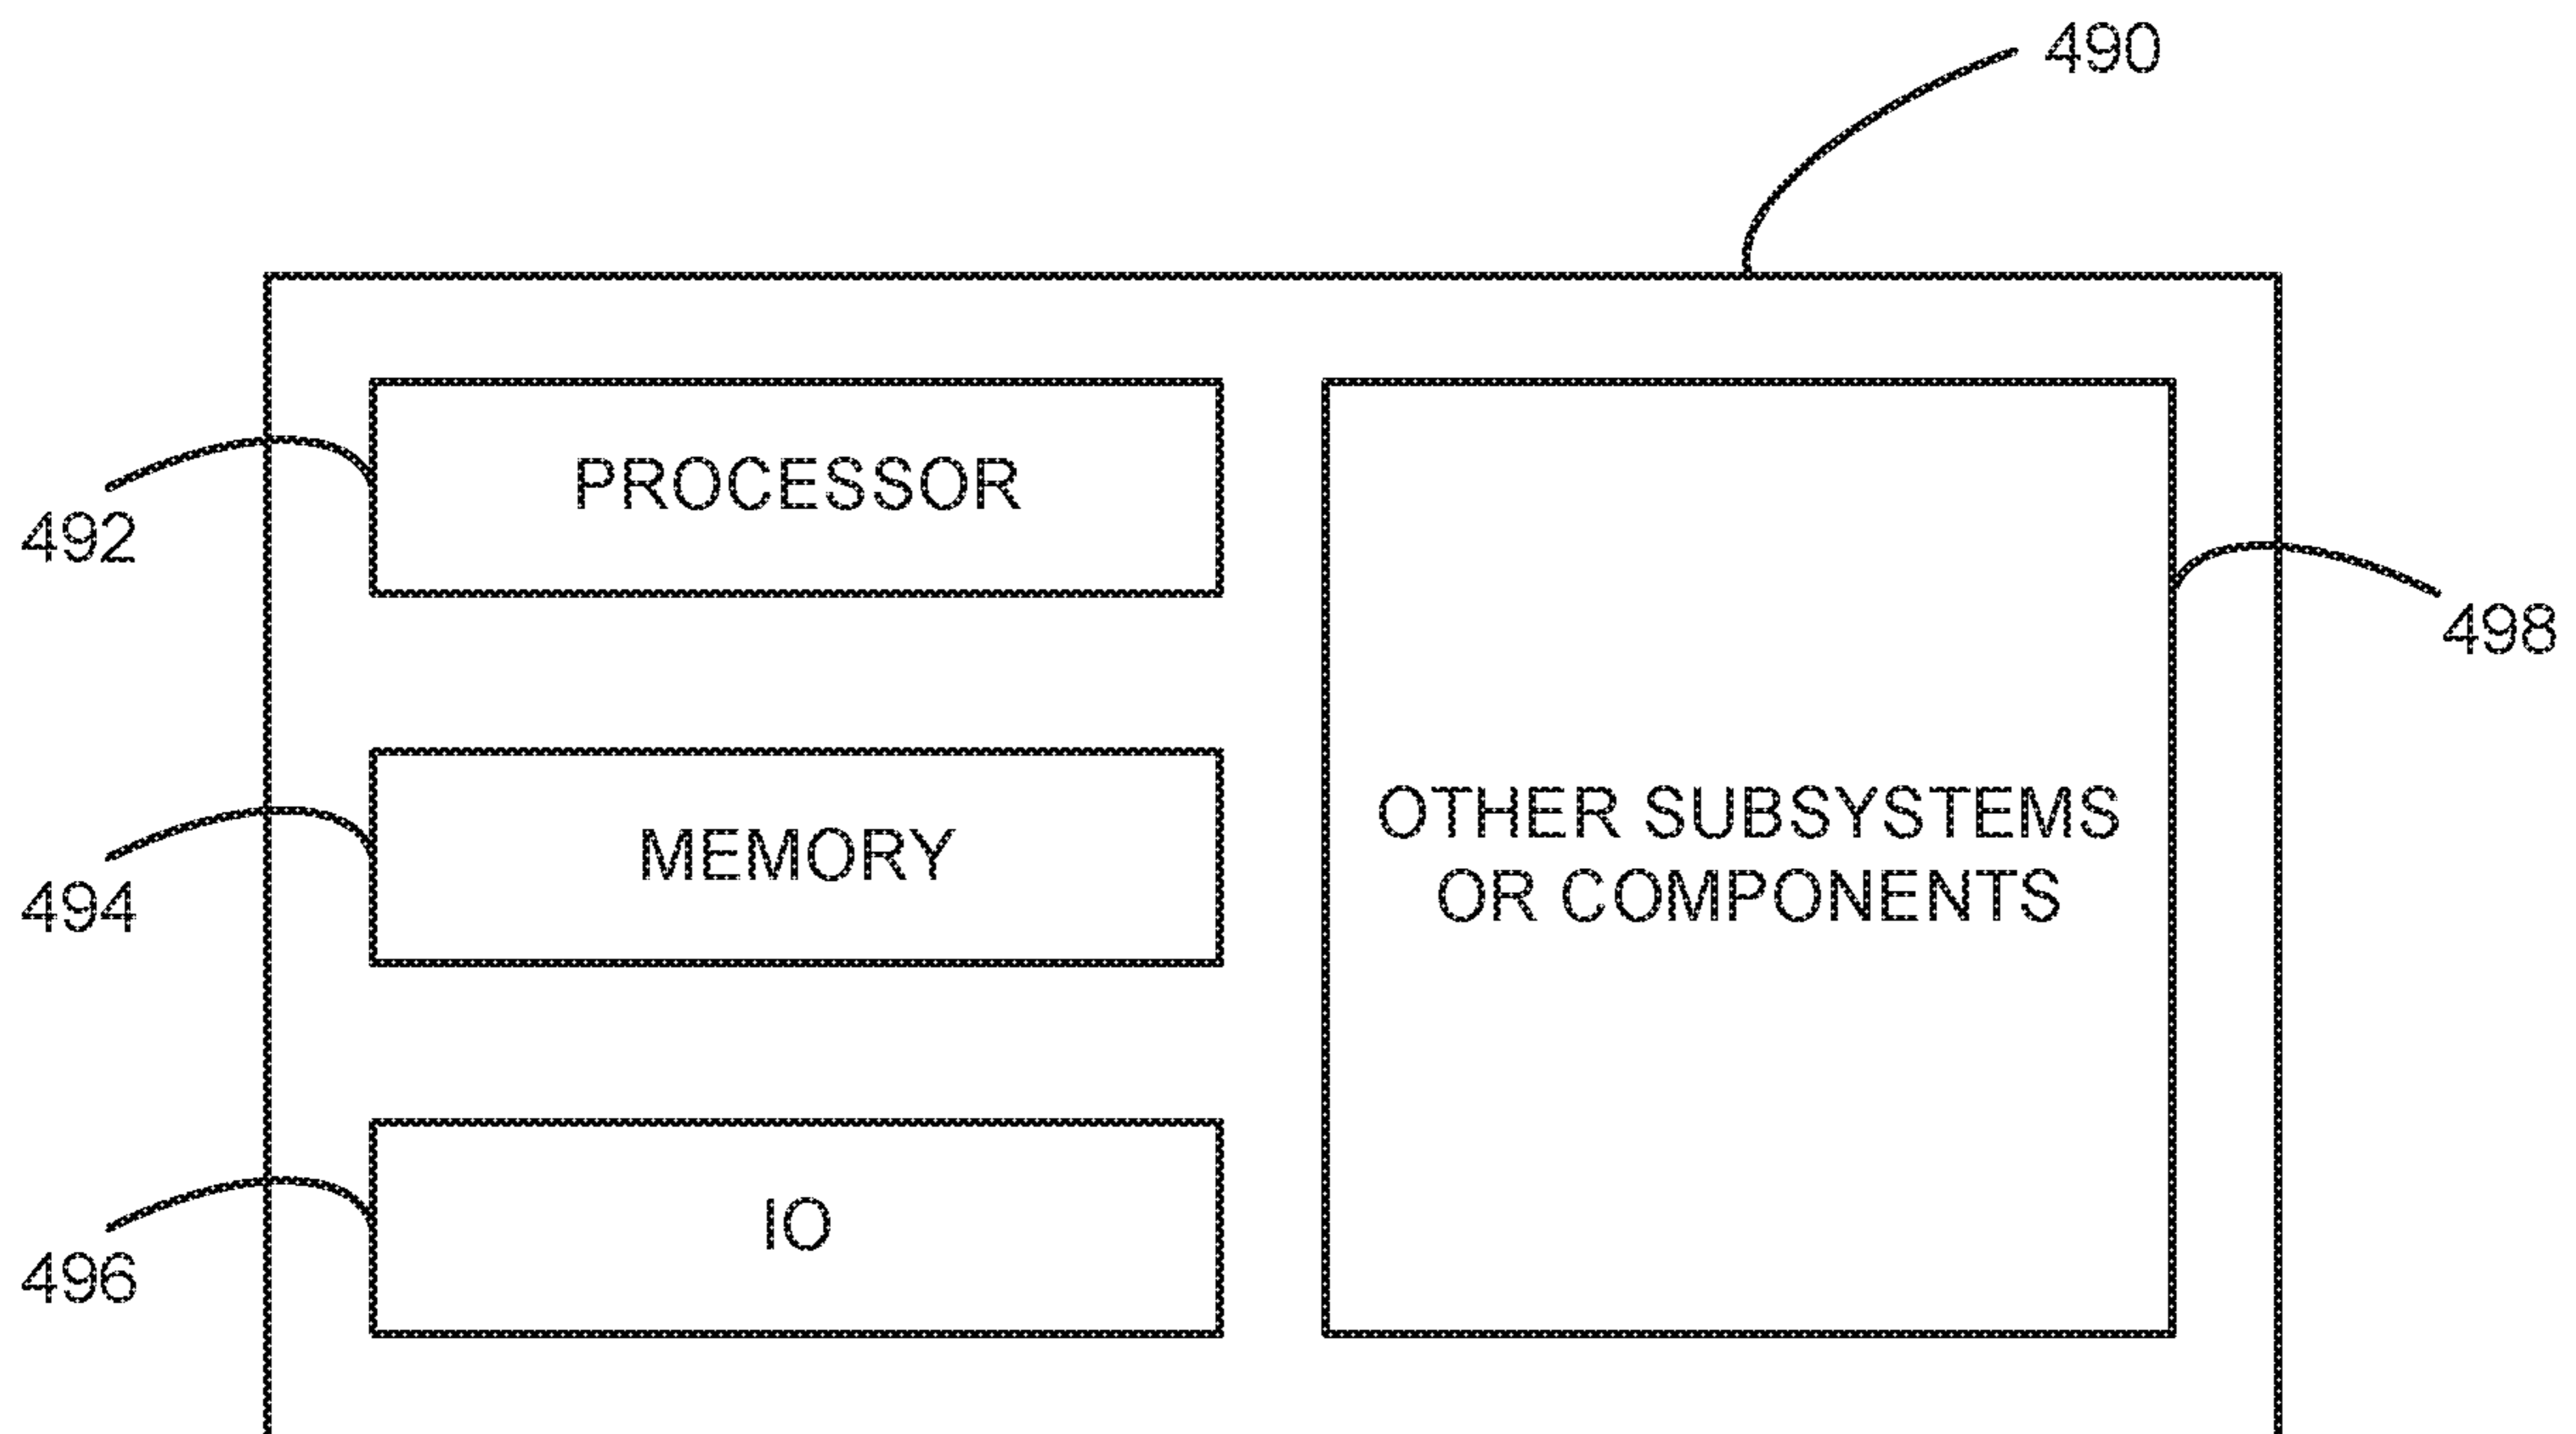 490
PROCESSOR
492
498
MEMORY
OTHER SUBSYSTEMS
OR COMPONENTS
494
IO
496